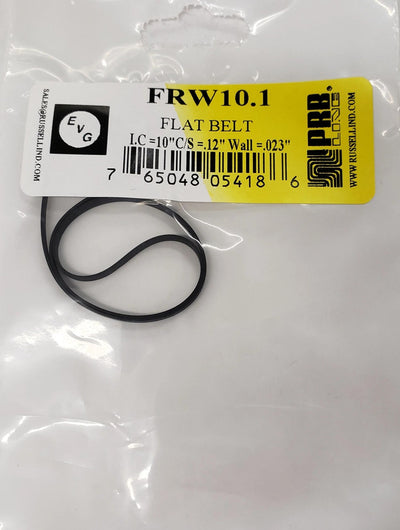 SALES@RUSSELLIND.COM
EVG
FRW10.1
FLAT BELT
I.C =10"C/S =.12" Wall =.023"
7 65048 05418 6
PRB
LINE
WWW.RUSSELLIND.COM